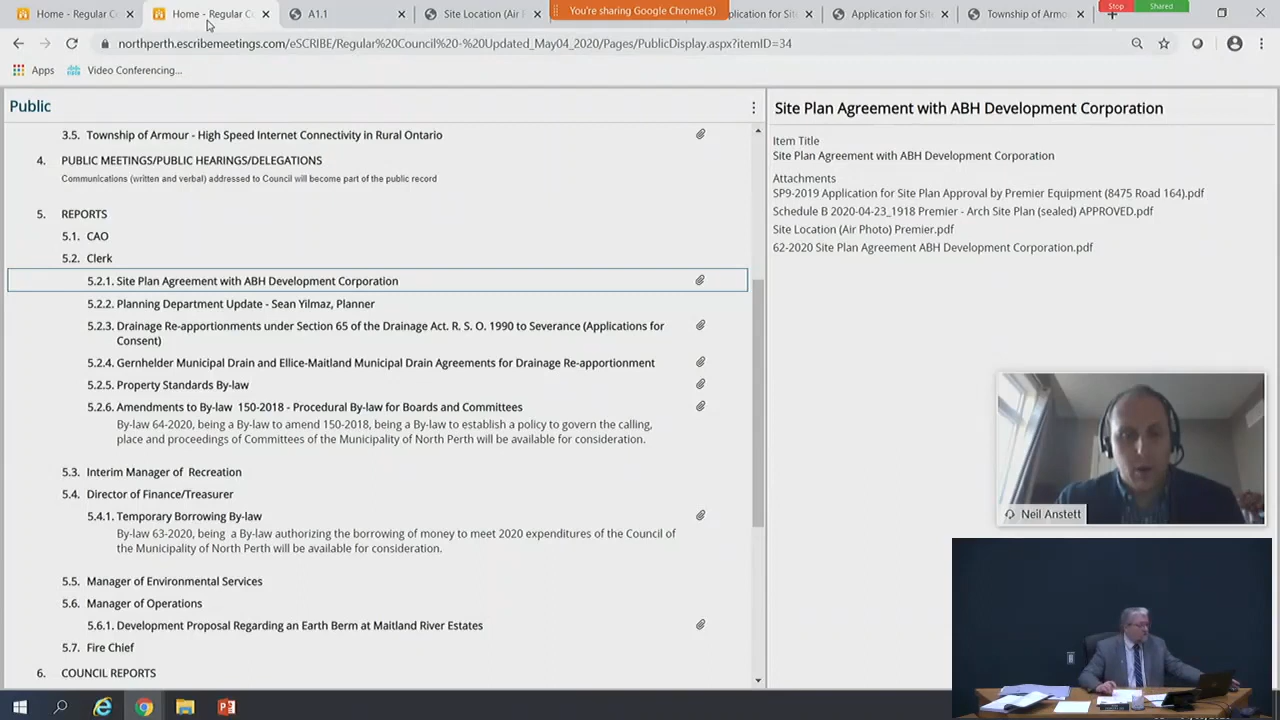 Home - Regular Co
Home - Regular Co
A1.1
Site Location (Air P
You're sharing Google Chrome(3)
plication for Sh
Application for Se
Township of Armo
Stop
Shared
northperth.escribemeetings.com/eSCRIBE/Regular%20Council%20-%20Updated_May04_2020/Pages/PublicDisplay.aspx?itemID=34
Apps
Video Conferencing...
Public
3.5. Township of Armour - High Speed Internet Connectivity in Rural Ontario
4. PUBLIC MEETINGS/PUBLIC HEARINGS/DELEGATIONS
Communications (written and verbal) addressed to Council will become part of the public record
5. REPORTS
5.1. CAO
5.2. Clerk
5.2.1. Site Plan Agreement with ABH Development Corporation
5.2.2. Planning Department Update - Sean Yilmaz, Planner
5.2.3. Drainage Re-apportionments under Section 65 of the Drainage Act. R. S. O. 1990 to Severance (Applications for
Consent)
5.2.4. Gernhelder Municipal Drain and Ellice-Maitland Municipal Drain Agreements for Drainage Re-apportionment
5.2.5. Property Standards By-law
5.2.6. Amendments to By-law 150-2018 - Procedural By-law for Boards and Committees
By-law 64-2020, being a By-law to amend 150-2018, being a By-law to establish a policy to govern the calling,
place and proceedings of Committees of the Municipality of North Perth will be available for consideration.
5.3. Interim Manager of Recreation
5.4. Director of Finance/Treasurer
5.4.1. Temporary Borrowing By-law
By-law 63-2020, being a By-law authorizing the borrowing of money to meet 2020 expenditures of the Council of
the Municipality of North Perth will be available for consideration.
5.5. Manager of Environmental Services
5.6. Manager of Operations
5.6.1. Development Proposal Regarding an Earth Berm at Maitland River Estates
5.7. Fire Chief
6. COUNCIL REPORTS
Site Plan Agreement with ABH Development Corporation
Item Title
Site Plan Agreement with ABH Development Corporation
Attachments
SP9-2019 Application for Site Plan Approval by Premier Equipment (8475 Road 164).pdf
Schedule B 2020-04-23_1918 Premier - Arch Site Plan (sealed) APPROVED.pdf
Site Location (Air Photo) Premier.pdf
62-2020 Site Plan Agreement ABH Development Corporation.pdf
Neil Anstett